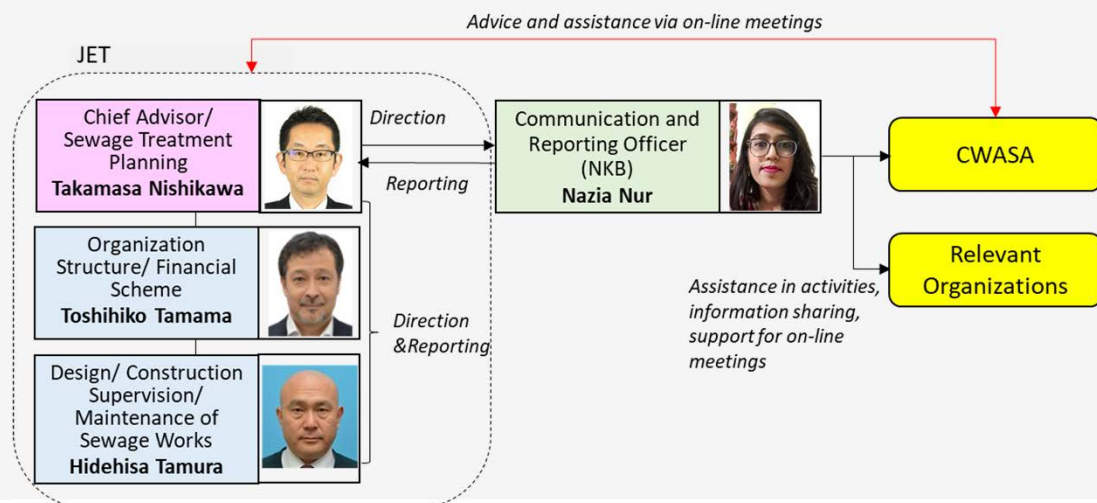 Advice and assistance via on-line meetings
JET
Chief Advisor/
Sewage Treatment
Planning
Takamasa Nishikawa
Direction
Reporting
Communication and
Reporting Officer
(NKB)
Nazia Nur
CWASA
Organization
Structure/ Financial
Scheme
Toshihiko Tamama
Direction
&Reporting
Relevant
Organizations
Assistance in activities,
information sharing,
support for on-line
meetings
Design/ Construction
Supervision/
Maintenance of
Sewage Works
Hidehisa Tamura